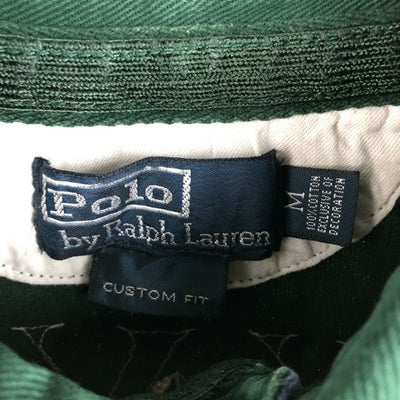 Polo
by Ralph Lauren
M
100% COTTON
EXCLUSIVE OF
DECORATION
CUSTOM FIT